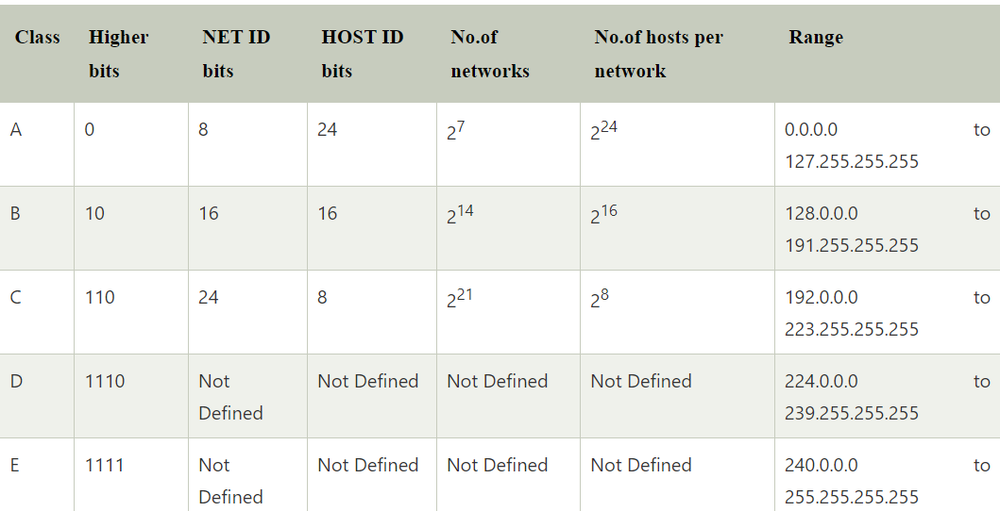 Class Higher bits NET ID bits HOST ID bits No.of networks No.of hosts per network Range
A 0 8 24 2^7 2^24 0.0.0.0 to
127.255.255.255
B 10 16 16 2^14 2^16 128.0.0.0 to
191.255.255.255
C 110 24 8 2^21 2^8 192.0.0.0 to
223.255.255.255
D 1110 Not Defined Not Defined Not Defined Not Defined 224.0.0.0 to
239.255.255.255
E 1111 Not Defined Not Defined Not Defined Not Defined 240.0.0.0 to
255.255.255.255